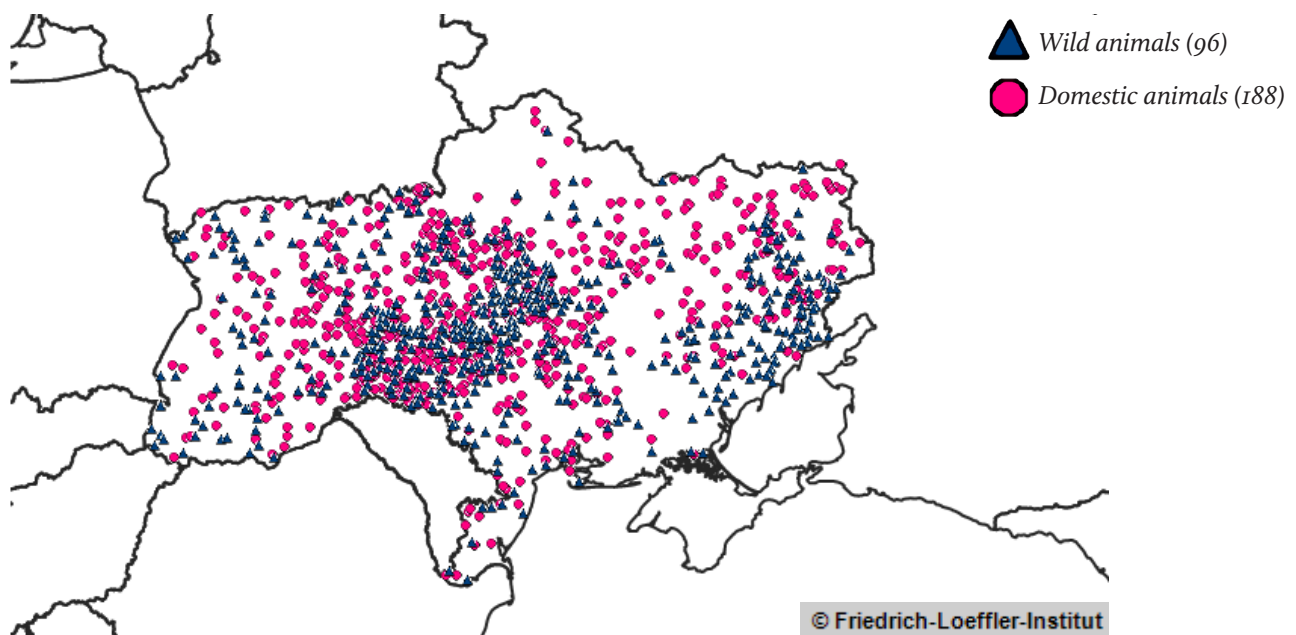 Wild animals (96)
Domestic animals (188)
© Friedrich-Loeffler-Institut